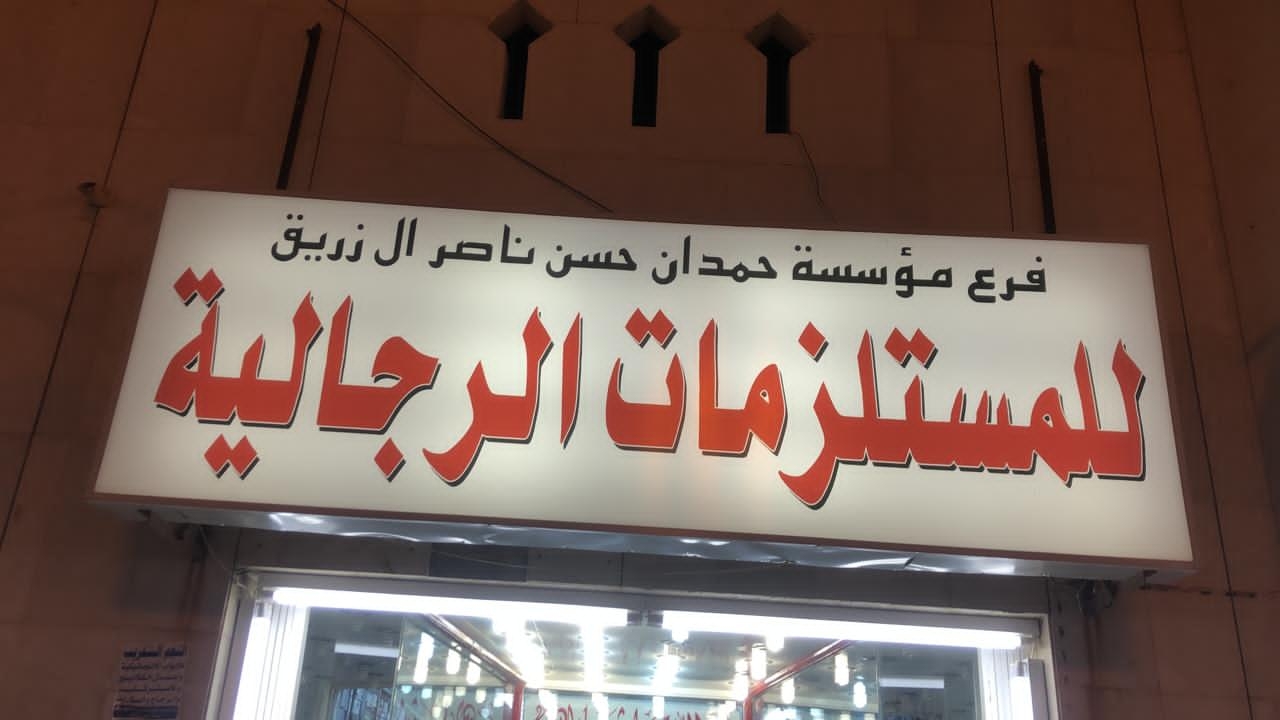 فرع مؤسسة حمدان حسن ناصر ال زريق
للمستلزمات الرجالية